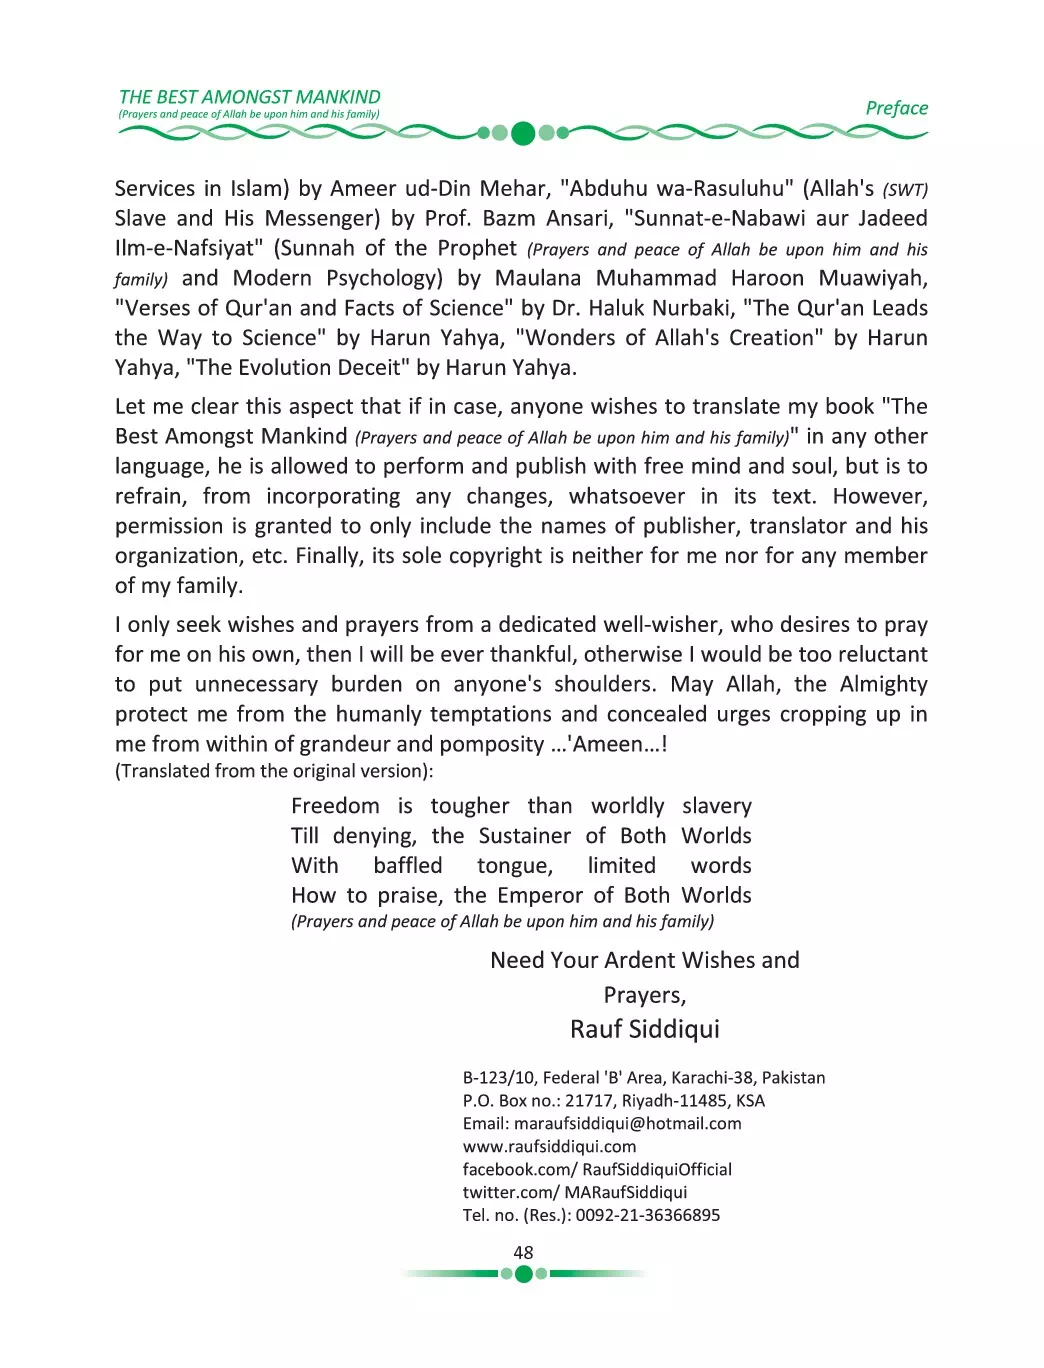 THE BEST AMONGST MANKIND
(Prayers and peace of Allah be upon him and his family)
Preface
Services in Islam) by Ameer ud-Din Mehar, "Abduhu wa-Rasuluhu" (Allah's (SWT)
Slave and His Messenger) by Prof. Bazm Ansari, "Sunnat-e-Nabawi aur Jadeed
Ilm-e-Nafsiyat" (Sunnah of the Prophet (Prayers and peace of Allah be upon him and his
family) and Modern Psychology) by Maulana Muhammad Haroon Muawiyah,
"Verses of Qur'an and Facts of Science" by Dr. Haluk Nurbaki, "The Qur'an Leads
the Way to Science" by Harun Yahya, "Wonders of Allah's Creation" by Harun
Yahya, "The Evolution Deceit" by Harun Yahya.
Let me clear this aspect that if in case, anyone wishes to translate my book "The
Best Amongst Mankind (Prayers and peace of Allah be upon him and his family)" in any other
language, he is allowed to perform and publish with free mind and soul, but is to
refrain, from incorporating any changes, whatsoever in its text. However,
permission is granted to only include the names of publisher, translator and his
organization, etc. Finally, its sole copyright is neither for me nor for any member
of my family.
I only seek wishes and prayers from a dedicated well-wisher, who desires to pray
for me on his own, then I will be ever thankful, otherwise I would be too reluctant
to put unnecessary burden on anyone's shoulders. May Allah, the Almighty
protect me from the humanly temptations and concealed urges cropping up in
me from within of grandeur and pomposity ...'Ameen...!
(Translated from the original version):
Freedom is tougher than worldly slavery
Till denying, the Sustainer of Both Worlds
With baffled tongue, limited words
How to praise, the Emperor of Both Worlds
(Prayers and peace of Allah be upon him and his family)
Need Your Ardent Wishes and
Prayers,
Rauf Siddiqui
B-123/10, Federal 'B' Area, Karachi-38, Pakistan
P.O. Box no.: 21717, Riyadh-11485, KSA
Email: maraufsiddiqui@hotmail.com
www.raufsiddiqui.com
facebook.com/ RaufSiddiquiOfficial
twitter.com/ MARaufSiddiqui
Tel. no. (Res.): 0092-21-36366895
48